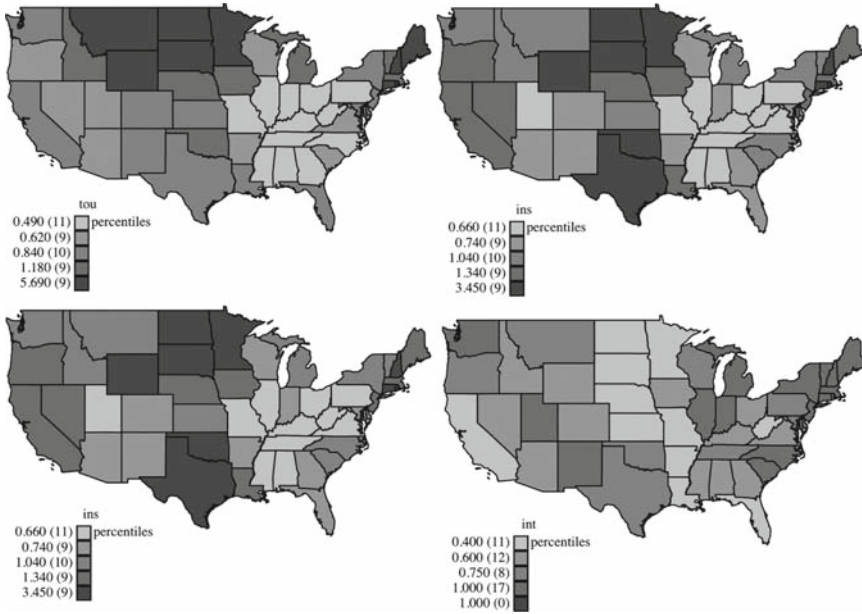 tou
0.490 (11) percentiles
0.620 (9)
0.840 (10)
1.180 (9)
5.690 (9)
ins
0.660 (11) percentiles
0.740 (9)
1.040 (10)
1.340 (9)
3.450 (9)
ins
0.660 (11) percentiles
0.740 (9)
1.040 (10)
1.340 (9)
3.450 (9)
int
0.400 (11) percentiles
0.600 (12)
0.750 (8)
1.000 (17)
1.000 (0)